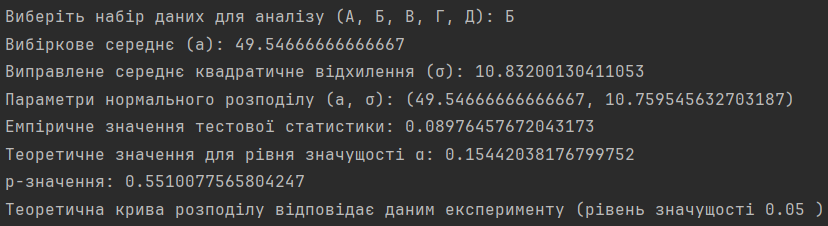 Виберіть набір даних для аналізу (А, Б, В, Г, Д): Б
Вибіркове середнє (a): 49.54666666666667
Виправлене середнє квадратичне відхилення (σ): 10.83200130411053
Параметри нормального розподілу (a, σ): (49.54666666666667, 10.759545632703187)
Емпіричне значення тестової статистики: 0.08976457672043173
Теоретичне значення для рівня значущості α: 0.15442038176799752
p-значення: 0.5510077565804247
Теоретична крива розподілу відповідає даним експерименту (рівень значущості 0.05 )